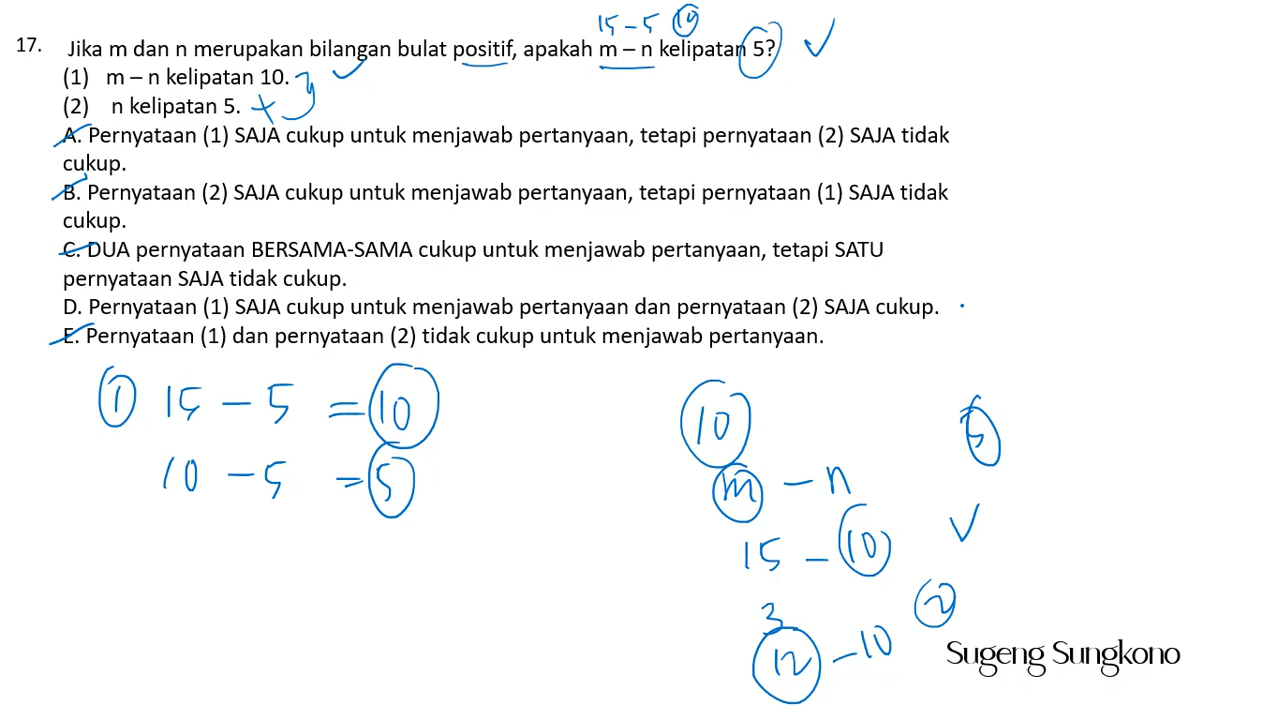 15 – 5 10
17. Jika m dan n merupakan bilangan bulat positif, apakah m – n kelipatan 5?
(1) m – n kelipatan 10.
(2) n kelipatan 5.
A. Pernyataan (1) SAJA cukup untuk menjawab pertanyaan, tetapi pernyataan (2) SAJA tidak
cukup.
B. Pernyataan (2) SAJA cukup untuk menjawab pertanyaan, tetapi pernyataan (1) SAJA tidak
cukup.
C. DUA pernyataan BERSAMA-SAMA cukup untuk menjawab pertanyaan, tetapi SATU
pernyataan SAJA tidak cukup.
D. Pernyataan (1) SAJA cukup untuk menjawab pertanyaan dan pernyataan (2) SAJA cukup.
E. Pernyataan (1) dan pernyataan (2) tidak cukup untuk menjawab pertanyaan.
1 15 – 5 = 10
10 – 5 = 5
10 5
m – n
15 – 10
3 2
12 – 10
Sugeng Sungkono